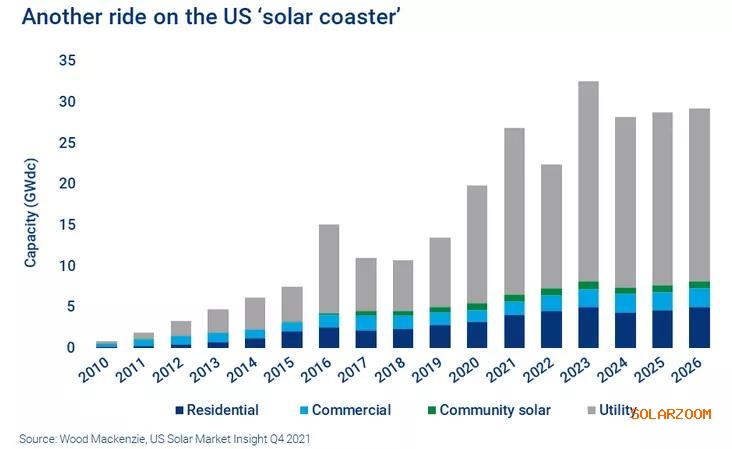 Another ride on the US ‘solar coaster’
35
30
25
20
15
10
5
0
Capacity (GWdc)
2010 2011 2012 2013 2014 2015 2016 2017 2018 2019 2020 2021 2022 2023 2024 2025 2026
Residential Commercial Community solar Utility
SOLARZOOM
Source: Wood Mackenzie, US Solar Market Insight Q4 2021